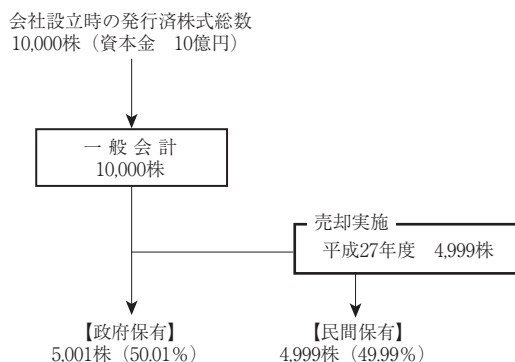 会社設立時の発行済株式総数
10,000株（資本金　10億円）
一 般 会 計
10,000株
売却実施
平成27年度　4,999株
【政府保有】
5,001株（50.01％）
【民間保有】
4,999株（49.99％）